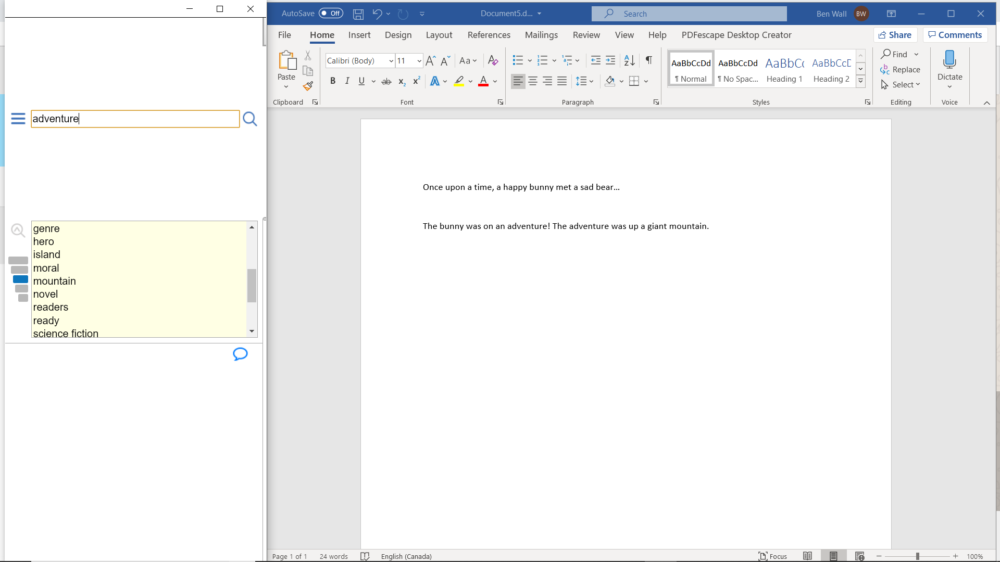 adventure
genre
hero
island
moral
mountain
novel
readers
ready
science fiction
AutoSave Off Document5.d... Search Ben Wall BW
File Home Insert Design Layout References Mailings Review View Help PDFescape Desktop Creator Share Comments
Calibri (Body) 11 Aa AaBbCcDd AaBbCcDd AaBbCc AaBbCcD Find
Paste B I U ab x₂ x² A A ¶ Normal ¶ No Spac... Heading 1 Heading 2 Replace Dictate
Select
Clipboard Font Paragraph Styles Editing Voice
Once upon a time, a happy bunny met a sad bear...
The bunny was on an adventure! The adventure was up a giant mountain.
Page 1 of 1 24 words English (Canada) Focus 100%